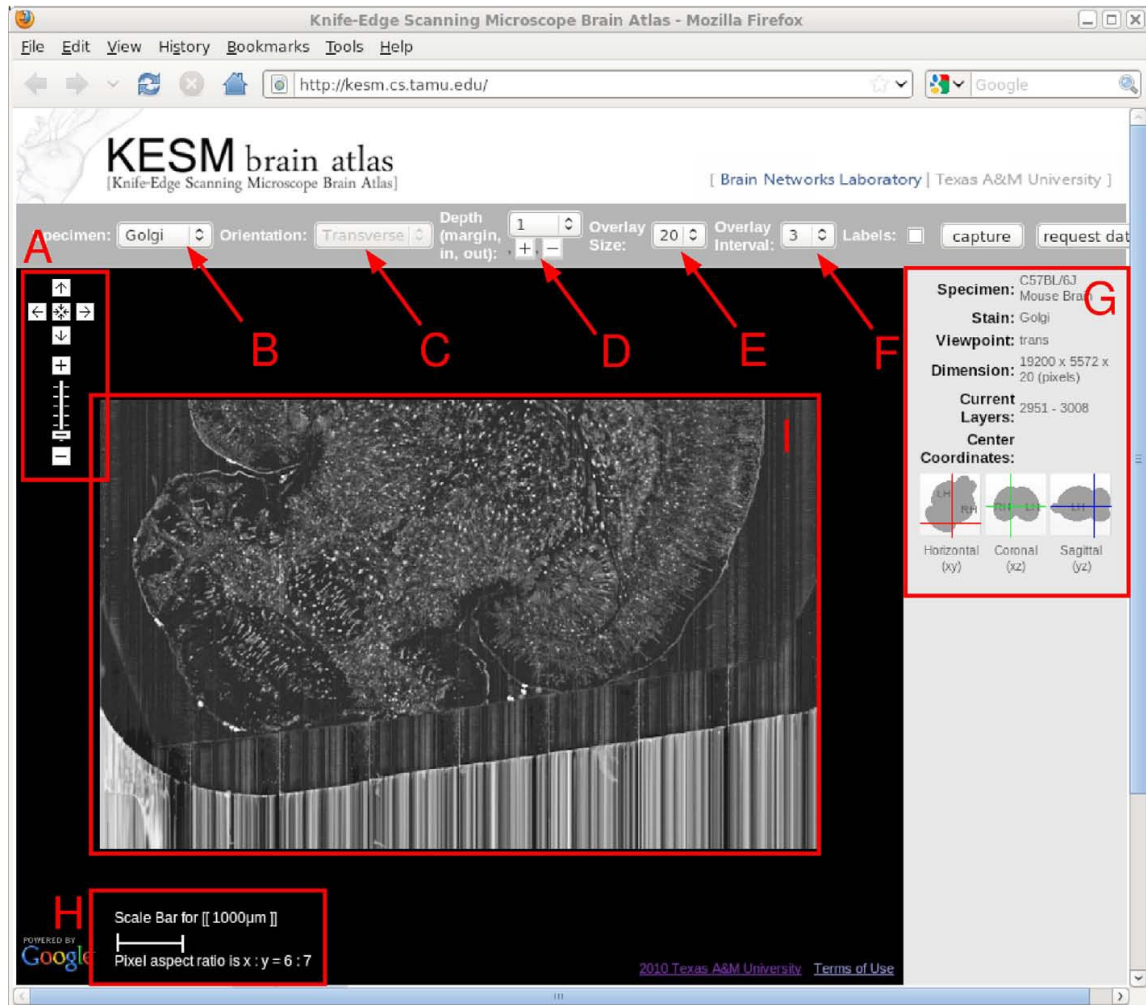 Knife-Edge Scanning Microscope Brain Atlas - Mozilla Firefox
File Edit View History Bookmarks Tools Help
http://kesm.cs.tamu.edu/
Google
KESM brain atlas
[Knife-Edge Scanning Microscope Brain Atlas]
[ Brain Networks Laboratory | Texas A&M University ]
Specimen: Golgi Orientation: Transverse Depth (margin, in, out): 1 + - Overlay Size: 20 Overlay Interval: 3 Labels: capture request dat
A
B
C
D
E
F
G
Specimen: C57BL/6J Mouse Brain
Stain: Golgi
Viewpoint: trans
Dimension: 19200 x 5572 x 20 (pixels)
Current Layers: 2951 - 3008
Center Coordinates:
LH
RH
RH
LH
LH
Horizontal (xy)
Coronal (xz)
Sagittal (yz)
I
H
Scale Bar for [[ 1000μm ]]
Pixel aspect ratio is x : y = 6 : 7
POWERED BY
Google
2010 Texas A&M University Terms of Use